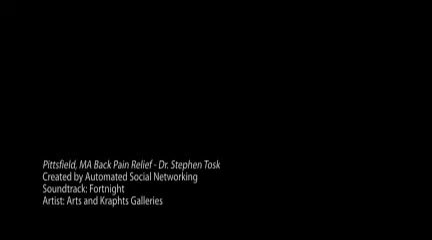 Pittsfield, MA Back Pain Relief - Dr. Stephen Tosk
Created by Automated Social Networking
Soundtrack: Fortnight
Artist: Arts and Kraphts Galleries